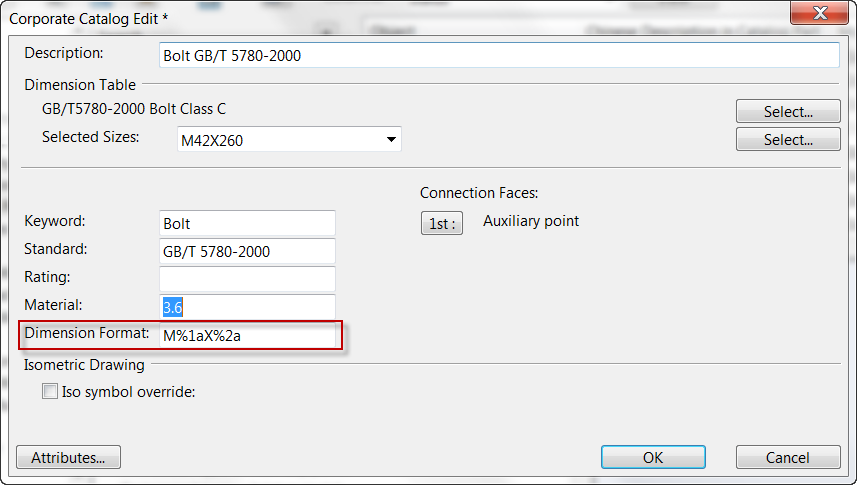 Corporate Catalog Edit *
Description: Bolt GB/T 5780-2000
Dimension Table
GB/T5780-2000 Bolt Class C Select...
Selected Sizes: M42X260 Select...
Connection Faces:
Keyword: Bolt 1st : Auxiliary point
Standard: GB/T 5780-2000
Rating:
Material: 3.6
Dimension Format: M%1aX%2a
Isometric Drawing
Iso symbol override:
Attributes... OK Cancel